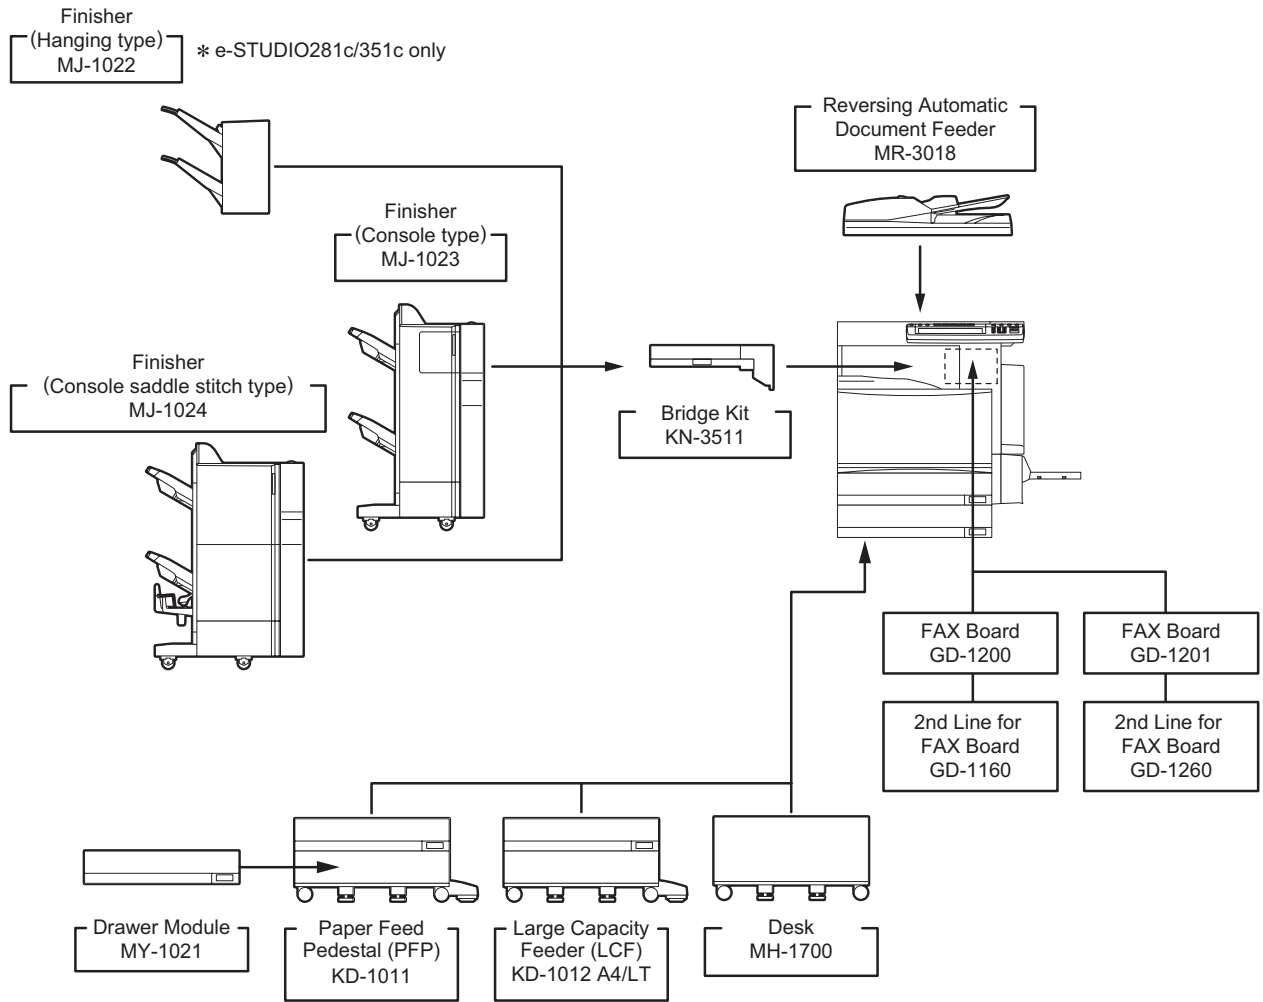 Finisher
(Hanging type)
MJ-1022
* e-STUDIO281c/351c only
Reversing Automatic
Document Feeder
MR-3018
Finisher
(Console type)
MJ-1023
Finisher
(Console saddle stitch type)
MJ-1024
Bridge Kit
KN-3511
FAX Board
GD-1200
FAX Board
GD-1201
2nd Line for
FAX Board
GD-1160
2nd Line for
FAX Board
GD-1260
Drawer Module
MY-1021
Paper Feed
Pedestal (PFP)
KD-1011
Large Capacity
Feeder (LCF)
KD-1012 A4/LT
Desk
MH-1700